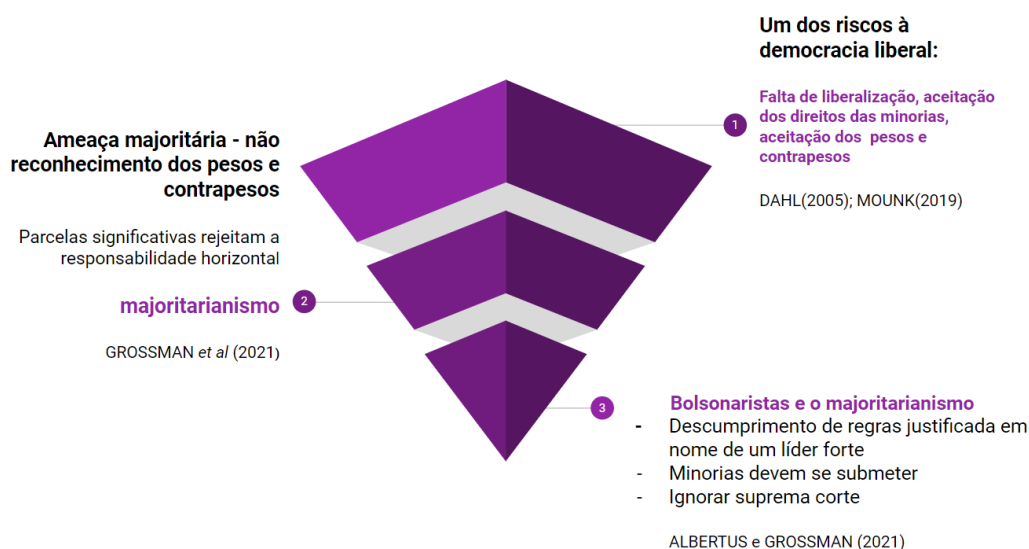 Um dos riscos à
democracia liberal:
Falta de liberalização, aceitação
dos direitos das minorias,
aceitação dos pesos e
contrapesos
DAHL(2005); MOUNK(2019)
1
Ameaça majoritária - não
reconhecimento dos pesos e
contrapesos
Parcelas significativas rejeitam a
responsabilidade horizontal
majoritarianismo
2
GROSSMAN et al (2021)
3
Bolsonaristas e o majoritarianismo
- Descumprimento de regras justificada em
nome de um líder forte
- Minorias devem se submeter
- Ignorar suprema corte
ALBERTUS e GROSSMAN (2021)